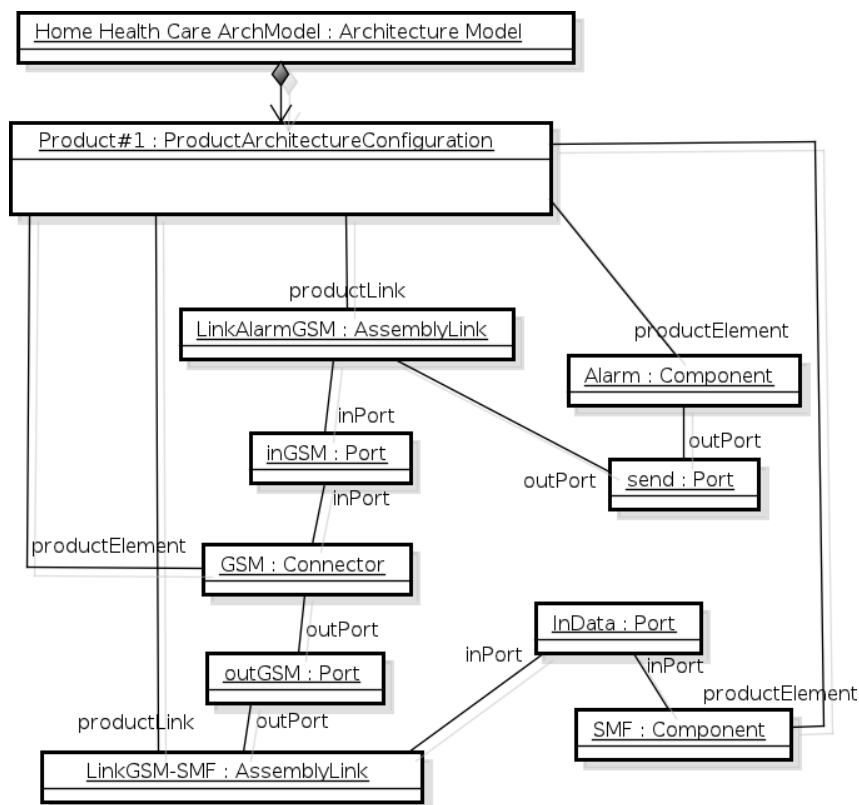 Home Health Care ArchModel : Architecture Model
Product#1 : ProductArchitectureConfiguration
productLink
LinkAlarmGSM : AssemblyLink
productElement
Alarm : Component
inPort
outPort
inGSM : Port
outPort
send : Port
inPort
productElement
GSM : Connector
InData : Port
outPort
inPort
inPort
outGSM : Port
productElement
productLink
outPort
SMF : Component
LinkGSM-SMF : AssemblyLink